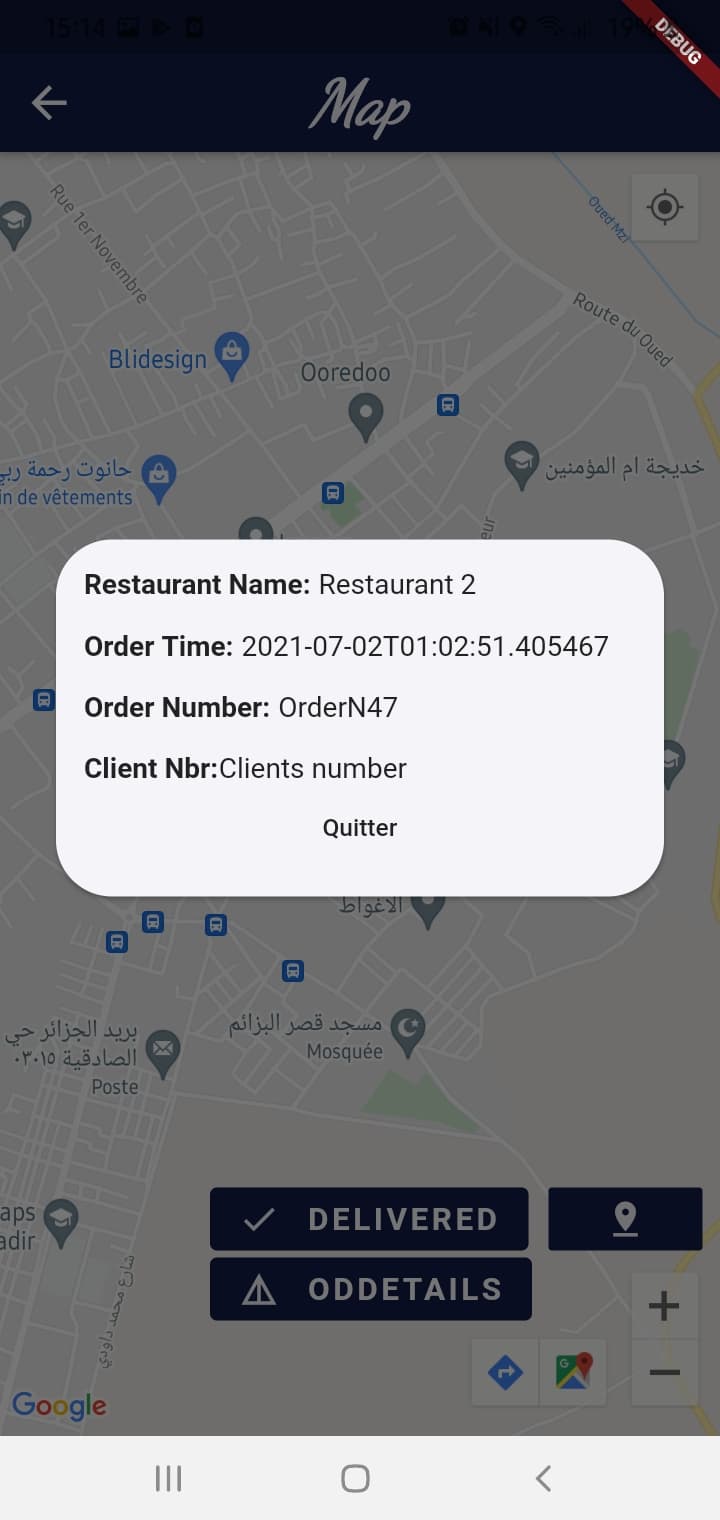 15:14
19%
DEBUG
Map
Rue 1er Novembre
Oued Mzi
Route du Oued
Blidesign
Ooredoo
حانوت رحمة ربي
in de vêtements
خديجة ام المؤمنين
eur
Restaurant Name: Restaurant 2
Order Time: 2021-07-02T01:02:51.405467
Order Number: OrderN47
Client Nbr:Clients number
Quitter
الاغواط
بريد الجزائر حي
الصادقية ٠٣٠١٥
Poste
مسجد قصر البزائم
Mosquée
aps
adir
شارع محمد داودي
DELIVERED
ODDETAILS
G
Google